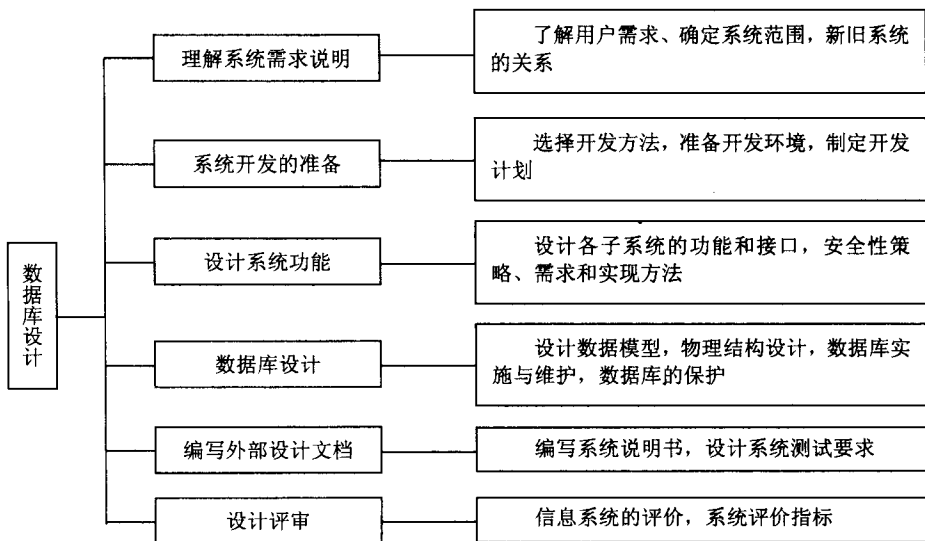 数据库设计
理解系统需求说明
了解用户需求、确定系统范围，新旧系统
的关系
系统开发的准备
选择开发方法，准备开发环境，制定开发
计划
设计系统功能
设计各子系统的功能和接口，安全性策
略、需求和实现方法
数据库设计
设计数据模型，物理结构设计，数据库实
施与维护，数据库的保护
编写外部设计文档
编写系统说明书，设计系统测试要求
设计评审
信息系统的评价，系统评价指标